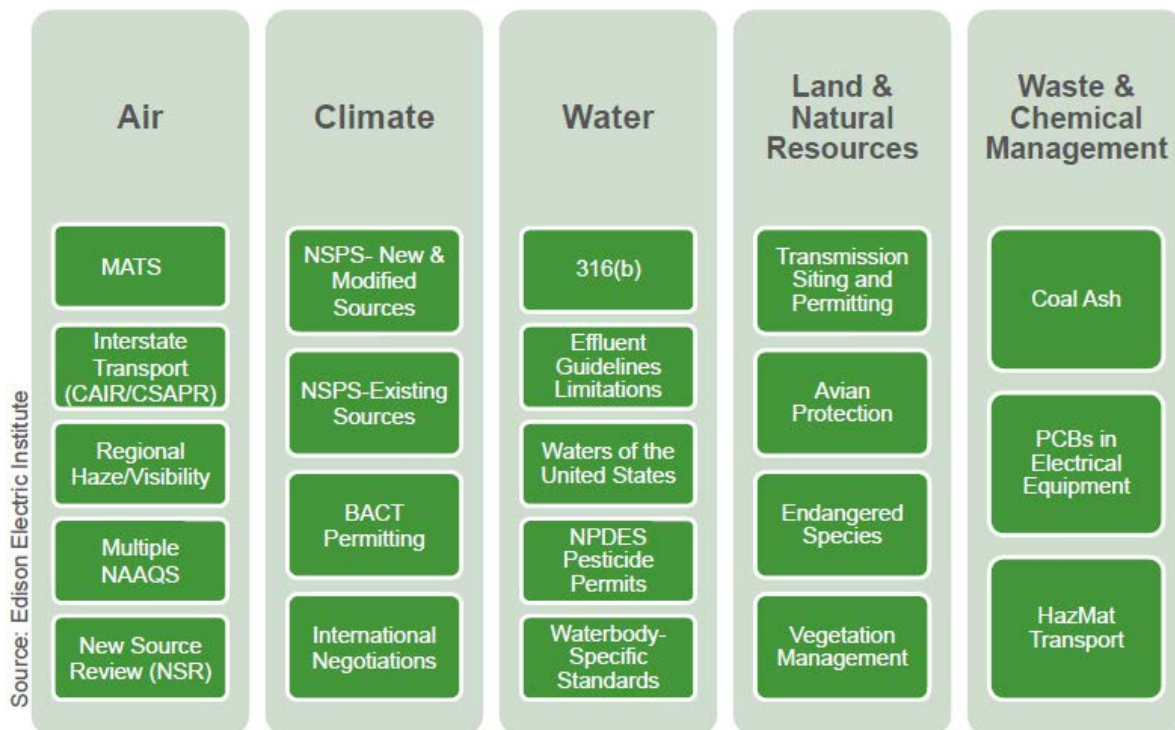 Air
MATS
Interstate
Transport
(CAIR/CSAPR)
Regional
Haze/Visibility
Multiple
NAAQS
New Source
Review (NSR)
Climate
NSPS- New &
Modified
Sources
NSPS-Existing
Sources
BACT
Permitting
International
Negotiations
Water
316(b)
Effluent
Guidelines
Limitations
Waters of the
United States
NPDES
Pesticide
Permits
Waterbody-
Specific
Standards
Land &
Natural
Resources
Transmission
Siting and
Permitting
Avian
Protection
Endangered
Species
Vegetation
Management
Waste &
Chemical
Management
Coal Ash
PCBs in
Electrical
Equipment
HazMat
Transport
Source: Edison Electric Institute